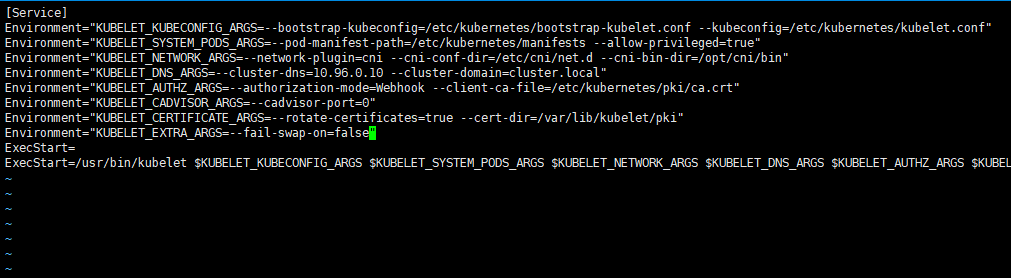 [Service]
Environment="KUBELET_KUBECONFIG_ARGS=--bootstrap-kubeconfig=/etc/kubernetes/bootstrap-kubelet.conf --kubeconfig=/etc/kubernetes/kubelet.conf"
Environment="KUBELET_SYSTEM_PODS_ARGS=--pod-manifest-path=/etc/kubernetes/manifests --allow-privileged=true"
Environment="KUBELET_NETWORK_ARGS=--network-plugin=cni --cni-conf-dir=/etc/cni/net.d --cni-bin-dir=/opt/cni/bin"
Environment="KUBELET_DNS_ARGS=--cluster-dns=10.96.0.10 --cluster-domain=cluster.local"
Environment="KUBELET_AUTHZ_ARGS=--authorization-mode=Webhook --client-ca-file=/etc/kubernetes/pki/ca.crt"
Environment="KUBELET_CADVISOR_ARGS=--cadvisor-port=0"
Environment="KUBELET_CERTIFICATE_ARGS=--rotate-certificates=true --cert-dir=/var/lib/kubelet/pki"
Environment="KUBELET_EXTRA_ARGS=--fail-swap-on=false"
ExecStart=
ExecStart=/usr/bin/kubelet $KUBELET_KUBECONFIG_ARGS $KUBELET_SYSTEM_PODS_ARGS $KUBELET_NETWORK_ARGS $KUBELET_DNS_ARGS $KUBELET_AUTHZ_ARGS $KUBEL
~
~
~
~
~
~
~